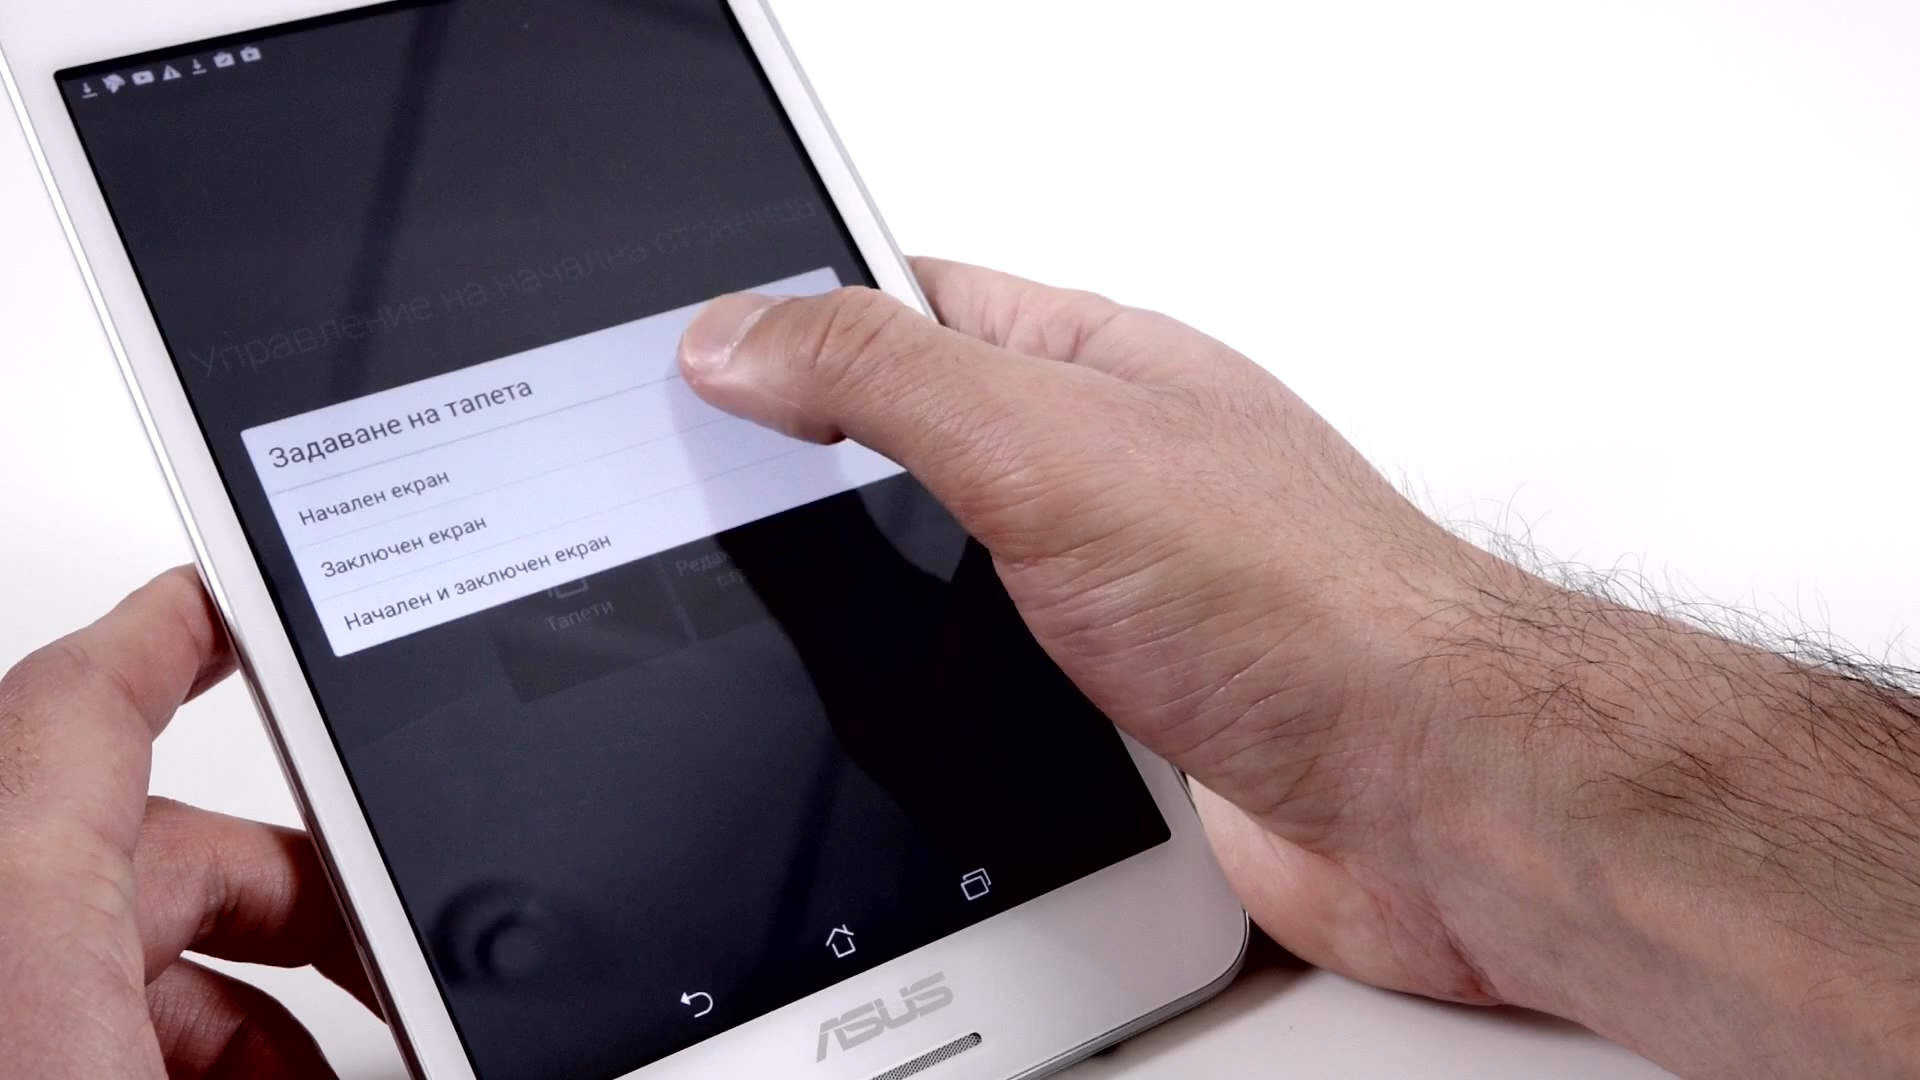 Управление на начална страница
Задаване на тапета
Начален екран
Заключен екран
Начален и заключен екран
Тапети
ASUS